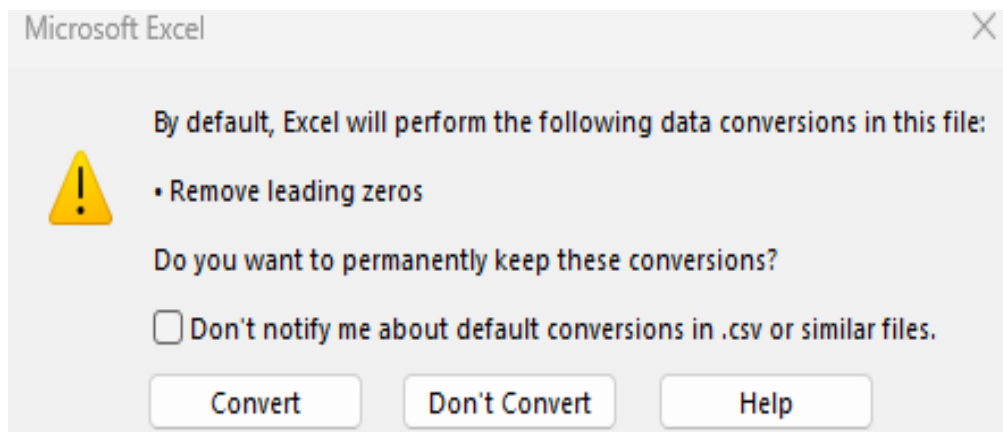 Microsoft Excel
By default, Excel will perform the following data conversions in this file:
• Remove leading zeros
Do you want to permanently keep these conversions?
Don't notify me about default conversions in .csv or similar files.
Convert Don't Convert Help